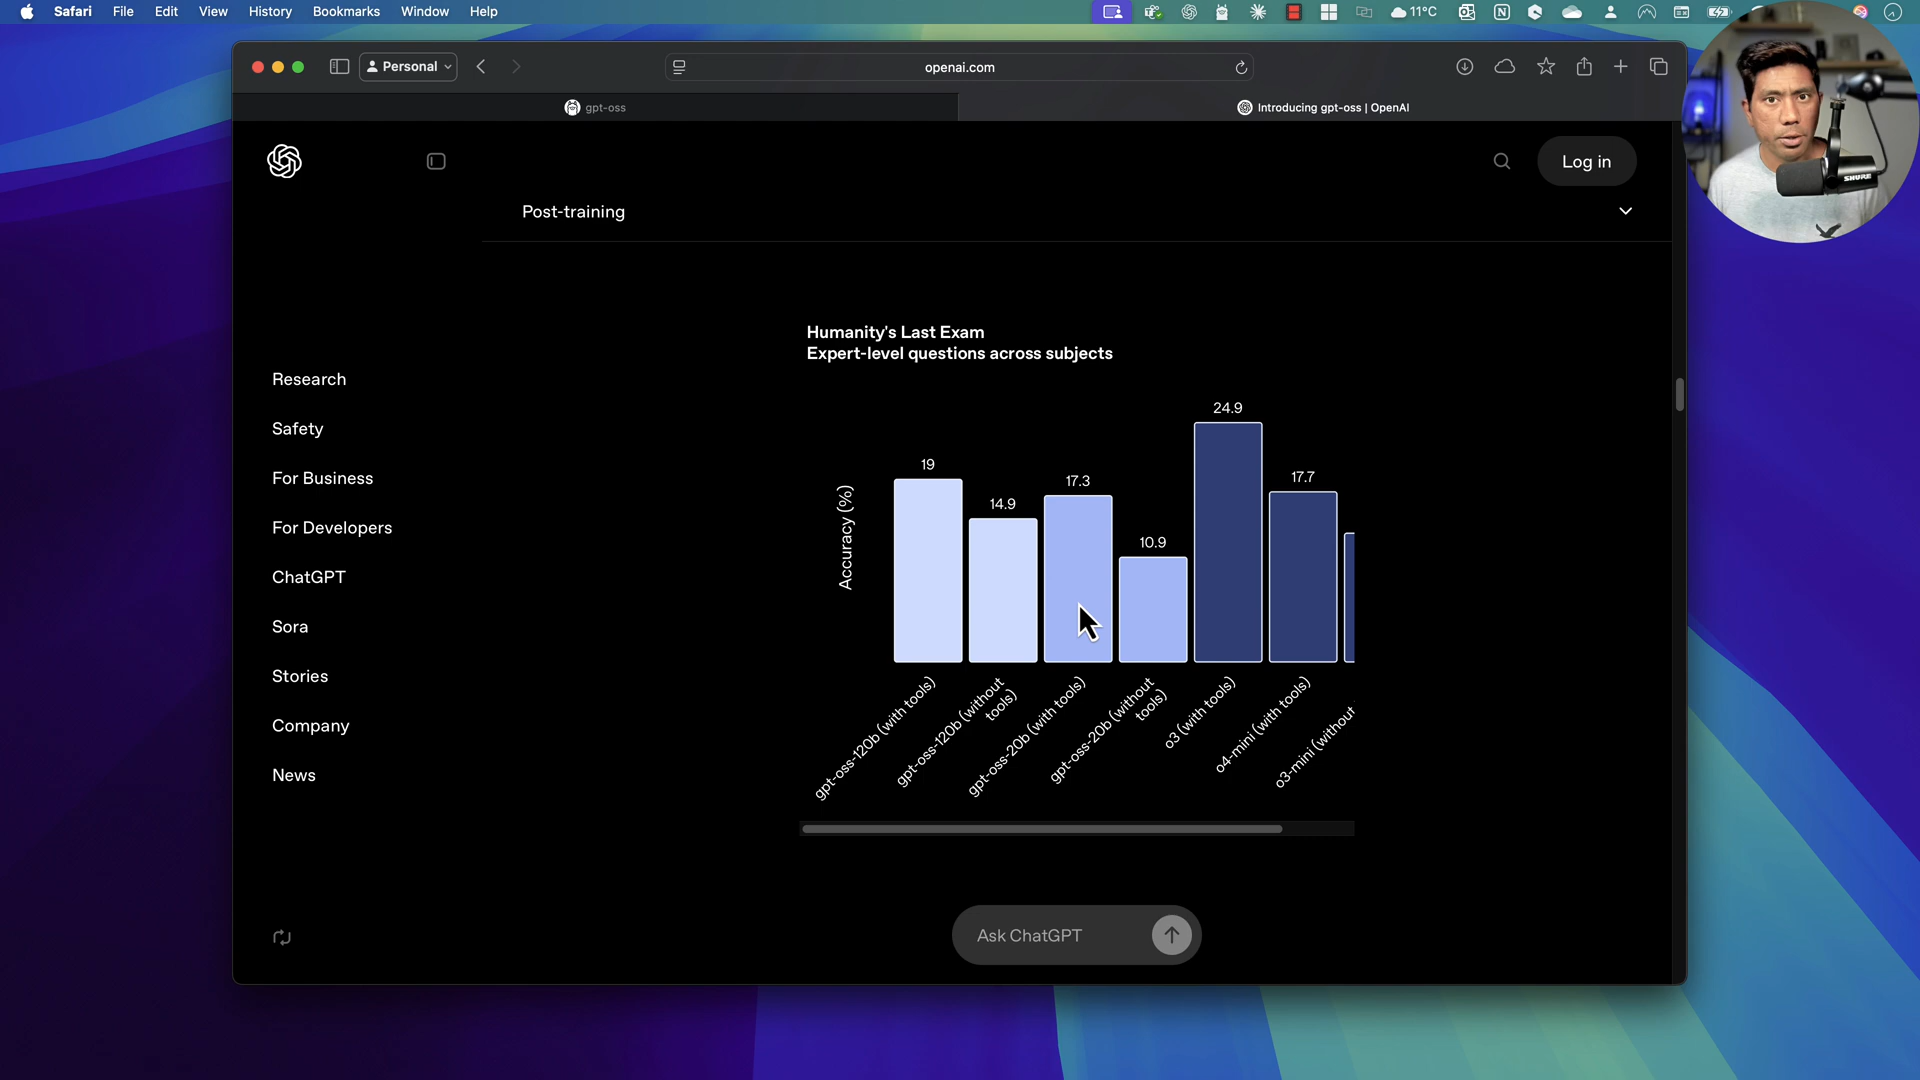 Safari File Edit View History Bookmarks Window Help
11°C
Personal
openai.com
gpt-oss
Introducing gpt-oss | OpenAI
Log in
Post-training
Research
Safety
For Business
For Developers
ChatGPT
Sora
Stories
Company
News
Humanity's Last Exam
Expert-level questions across subjects
Accuracy (%)
19
14.9
17.3
10.9
24.9
17.7
gpt-oss-120b (with tools)
gpt-oss-120b (without
tools)
gpt-oss-20b (with tools)
gpt-oss-20b (without
tools)
o3 (with tools)
o4-mini (with tools)
o3-mini (without
Ask ChatGPT
SHURE